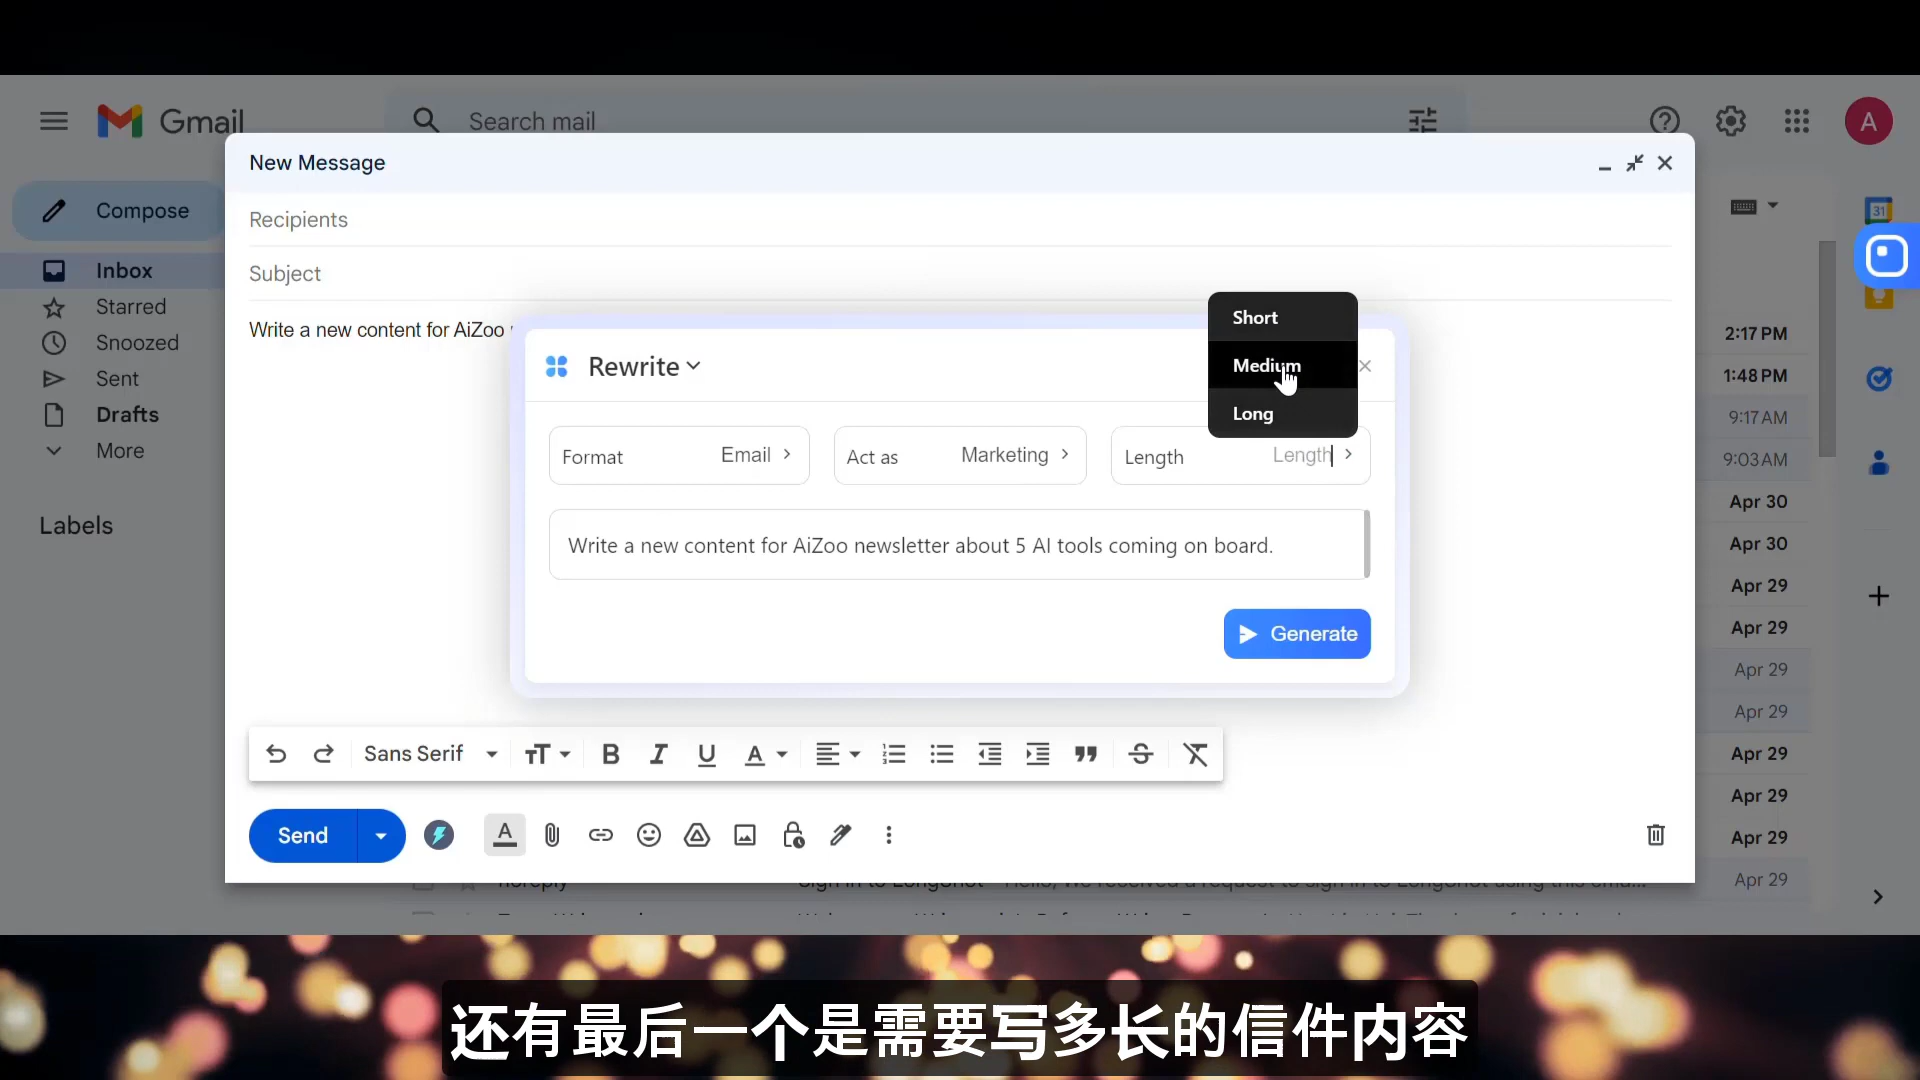 Gmail
Search mail
A
New Message
Compose
Recipients
31
Inbox
Subject
Starred
Short
Write a new content for AiZoo
2:17 PM
Snoozed
Rewrite
Medium
1:48 PM
Sent
Drafts
Long
9:17 AM
More
Format
Email
Act as
Marketing
Length
Length
9:03 AM
Apr 30
Labels
Write a new content for AiZoo newsletter about 5 AI tools coming on board.
Apr 30
Apr 29
Generate
Apr 29
Apr 29
Apr 29
Sans Serif
Apr 29
Apr 29
Send
Apr 29
Apr 29
还有最后一个是需要写多长的信件内容